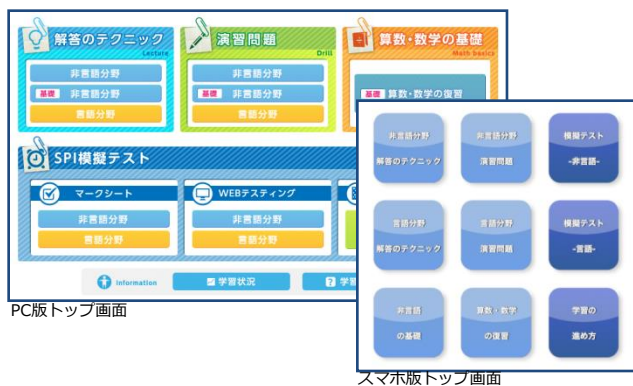 解答のテクニック
Lecture
非言語分野
基礎 非言語分野
言語分野
演習問題
Drill
非言語分野
基礎 非言語分野
言語分野
算数・数学の基礎
Math basics
基礎 算数・数学の復習
SPI模擬テスト
マークシート
非言語分野
言語分野
WEBテスティング
非言語分野
言語分野
Information
学習状況
学習
PC版トップ画面
非言語分野
解答のテクニック
非言語分野
演習問題
模擬テスト
-非言語-
言語分野
解答のテクニック
言語分野
演習問題
模擬テスト
-言語-
非言語
の基礎
算数・数学
の復習
学習の
進め方
スマホ版トップ画面